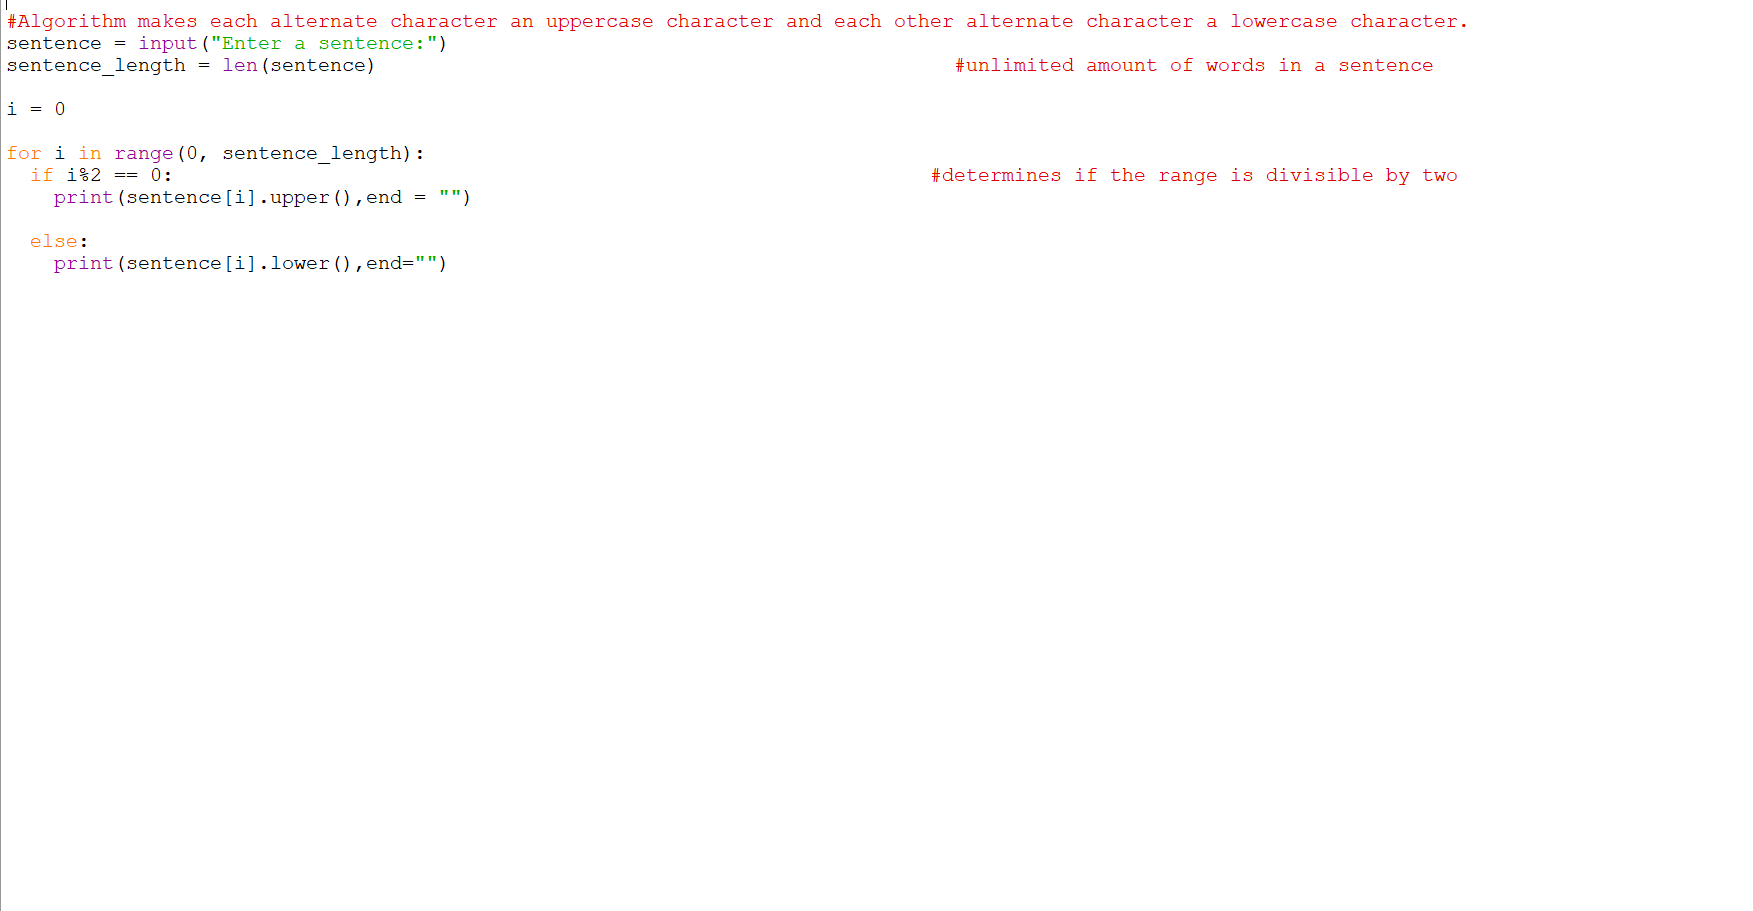 #Algorithm makes each alternate character an uppercase character and each other alternate character a lowercase character.
sentence = input("Enter a sentence:")
sentence_length = len(sentence) #unlimited amount of words in a sentence
i = 0
for i in range(0, sentence_length):
if i%2 == 0: #determines if the range is divisible by two
print(sentence[i].upper(),end = "")
else:
print(sentence[i].lower(),end="")